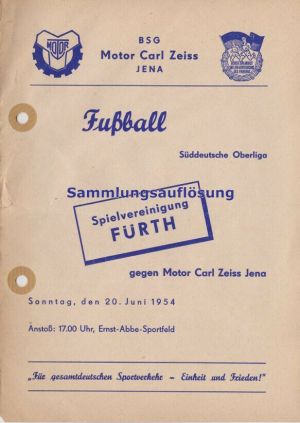 BSG
Motor Carl Zeiss
JENA
MOTOR
Fußball
Süddeutsche Oberliga
Sammlungsauflösung
Spielvereinigung
FÜRTH
gegen Motor Carl Zeiss Jena
Sonntag, den 20. Juni 1954
Anstoß: 17.00 Uhr, Ernst-Abbe-Sportfeld
„Für gesamtdeutschen Sportverkehr – Einheit und Frieden!"